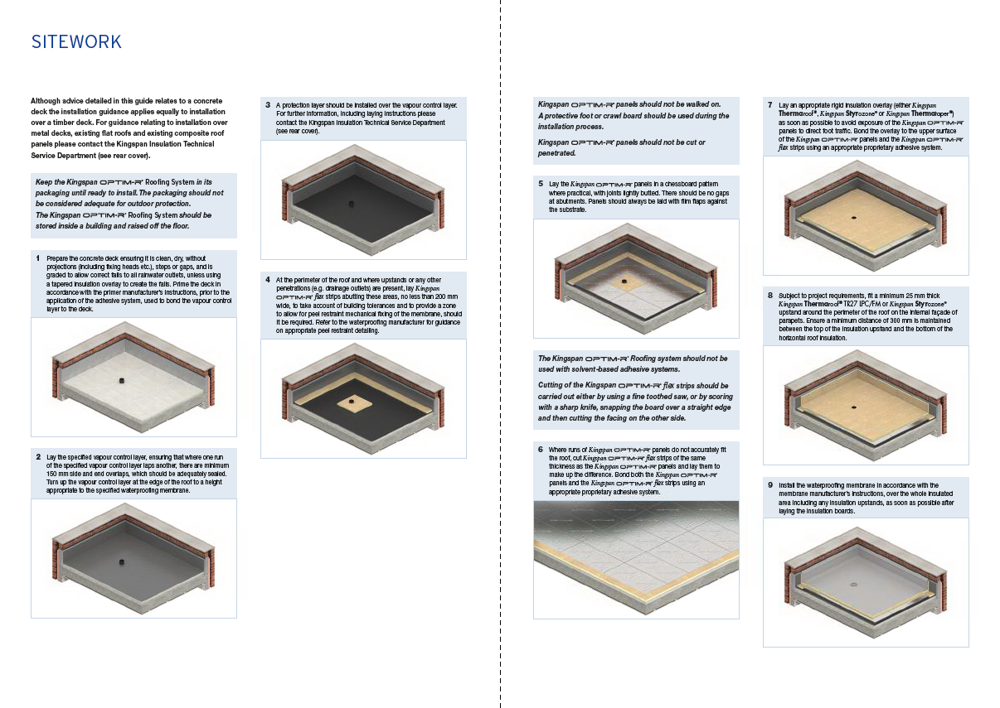 SITEWORK
Although advice detailed in this guide relates to a concrete
deck the installation guidance applies equally to installation
over a timber deck. For guidance relating to installation over
metal decks, existing flat roofs and existing composite roof
panels please contact the Kingspan Insulation Technical
Service Department (see rear cover).
Keep the Kingspan OPTIM-R® Roofing System in its
packaging until ready to install. The packaging should not
be considered adequate for outdoor protection.
The Kingspan OPTIM-R® Roofing System should be
stored inside a building and raised off the floor.
1 Prepare the concrete deck ensuring it is clean, dry, without
projections (including fixing heads etc.), steps or gaps, and is
graded to allow correct falls to all rainwater outlets, unless using
a tapered insulation overlay to create the falls. Prime the deck in
accordance with the primer manufacturer's instructions, prior to the
application of the adhesive system, used to bond the vapour control
layer to the deck.
2 Lay the specified vapour control layer, ensuring that where one run
of the specified vapour control layer laps another, there are minimum
150 mm side and end overlaps, which should be adequately sealed.
Turn up the vapour control layer at the edge of the roof to a height
appropriate to the specified waterproofing membrane.
3 A protection layer should be installed over the vapour control layer.
For further information, including laying instructions please
contact the Kingspan Insulation Technical Service Department
(see rear cover).
4 At the perimeter of the roof and where upstands or any other
penetrations (e.g. drainage outlets) are present, lay Kingspan
OPTIM-R® flex strips abutting these areas, no less than 200 mm
wide, to take account of building tolerances and to provide a zone
to allow for peel restraint mechanical fixing of the membrane, should
it be required. Refer to the waterproofing manufacturer for guidance
on appropriate peel restraint detailing.
Kingspan OPTIM-R® panels should not be walked on.
A protective foot or crawl board should be used during the
installation process.
Kingspan OPTIM-R® panels should not be cut or
penetrated.
5 Lay the Kingspan OPTIM-R® panels in a chessboard pattern
where practical, with joints lightly butted. There should be no gaps
at abutments. Panels should always be laid with film flaps against
the substrate.
The Kingspan OPTIM-R® Roofing system should not be
used with solvent-based adhesive systems.
Cutting of the Kingspan OPTIM-R® flex strips should be
carried out either by using a fine toothed saw, or by scoring
with a sharp knife, snapping the board over a straight edge
and then cutting the facing on the other side.
6 Where runs of Kingspan OPTIM-R® panels do not accurately fit
the roof, cut Kingspan OPTIM-R® flex strips of the same
thickness as the Kingspan OPTIM-R® panels and lay them to
make up the difference. Bond both the Kingspan OPTIM-R®
panels and the Kingspan OPTIM-R® flex strips using an
appropriate proprietary adhesive system.
7 Lay an appropriate rigid insulation overlay (either Kingspan
Thermaroof®, Kingspan Styrozone® or Kingspan Thermataper®)
as soon as possible to avoid exposure of the Kingspan OPTIM-R®
panels to direct foot traffic. Bond the overlay to the upper surface
of the Kingspan OPTIM-R® panels and the Kingspan OPTIM-R®
flex strips using an appropriate proprietary adhesive system.
8 Subject to project requirements, fit a minimum 25 mm thick
Kingspan Thermaroof® TR27 LPC/FM or Kingspan Styrozone®
upstand around the perimeter of the roof on the internal façade of
parapets. Ensure a minimum distance of 300 mm is maintained
between the top of the insulation upstand and the bottom of the
horizontal roof insulation.
9 Install the waterproofing membrane in accordance with the
membrane manufacturer's instructions, over the whole insulated
area including any insulation upstands, as soon as possible after
laying the insulation boards.